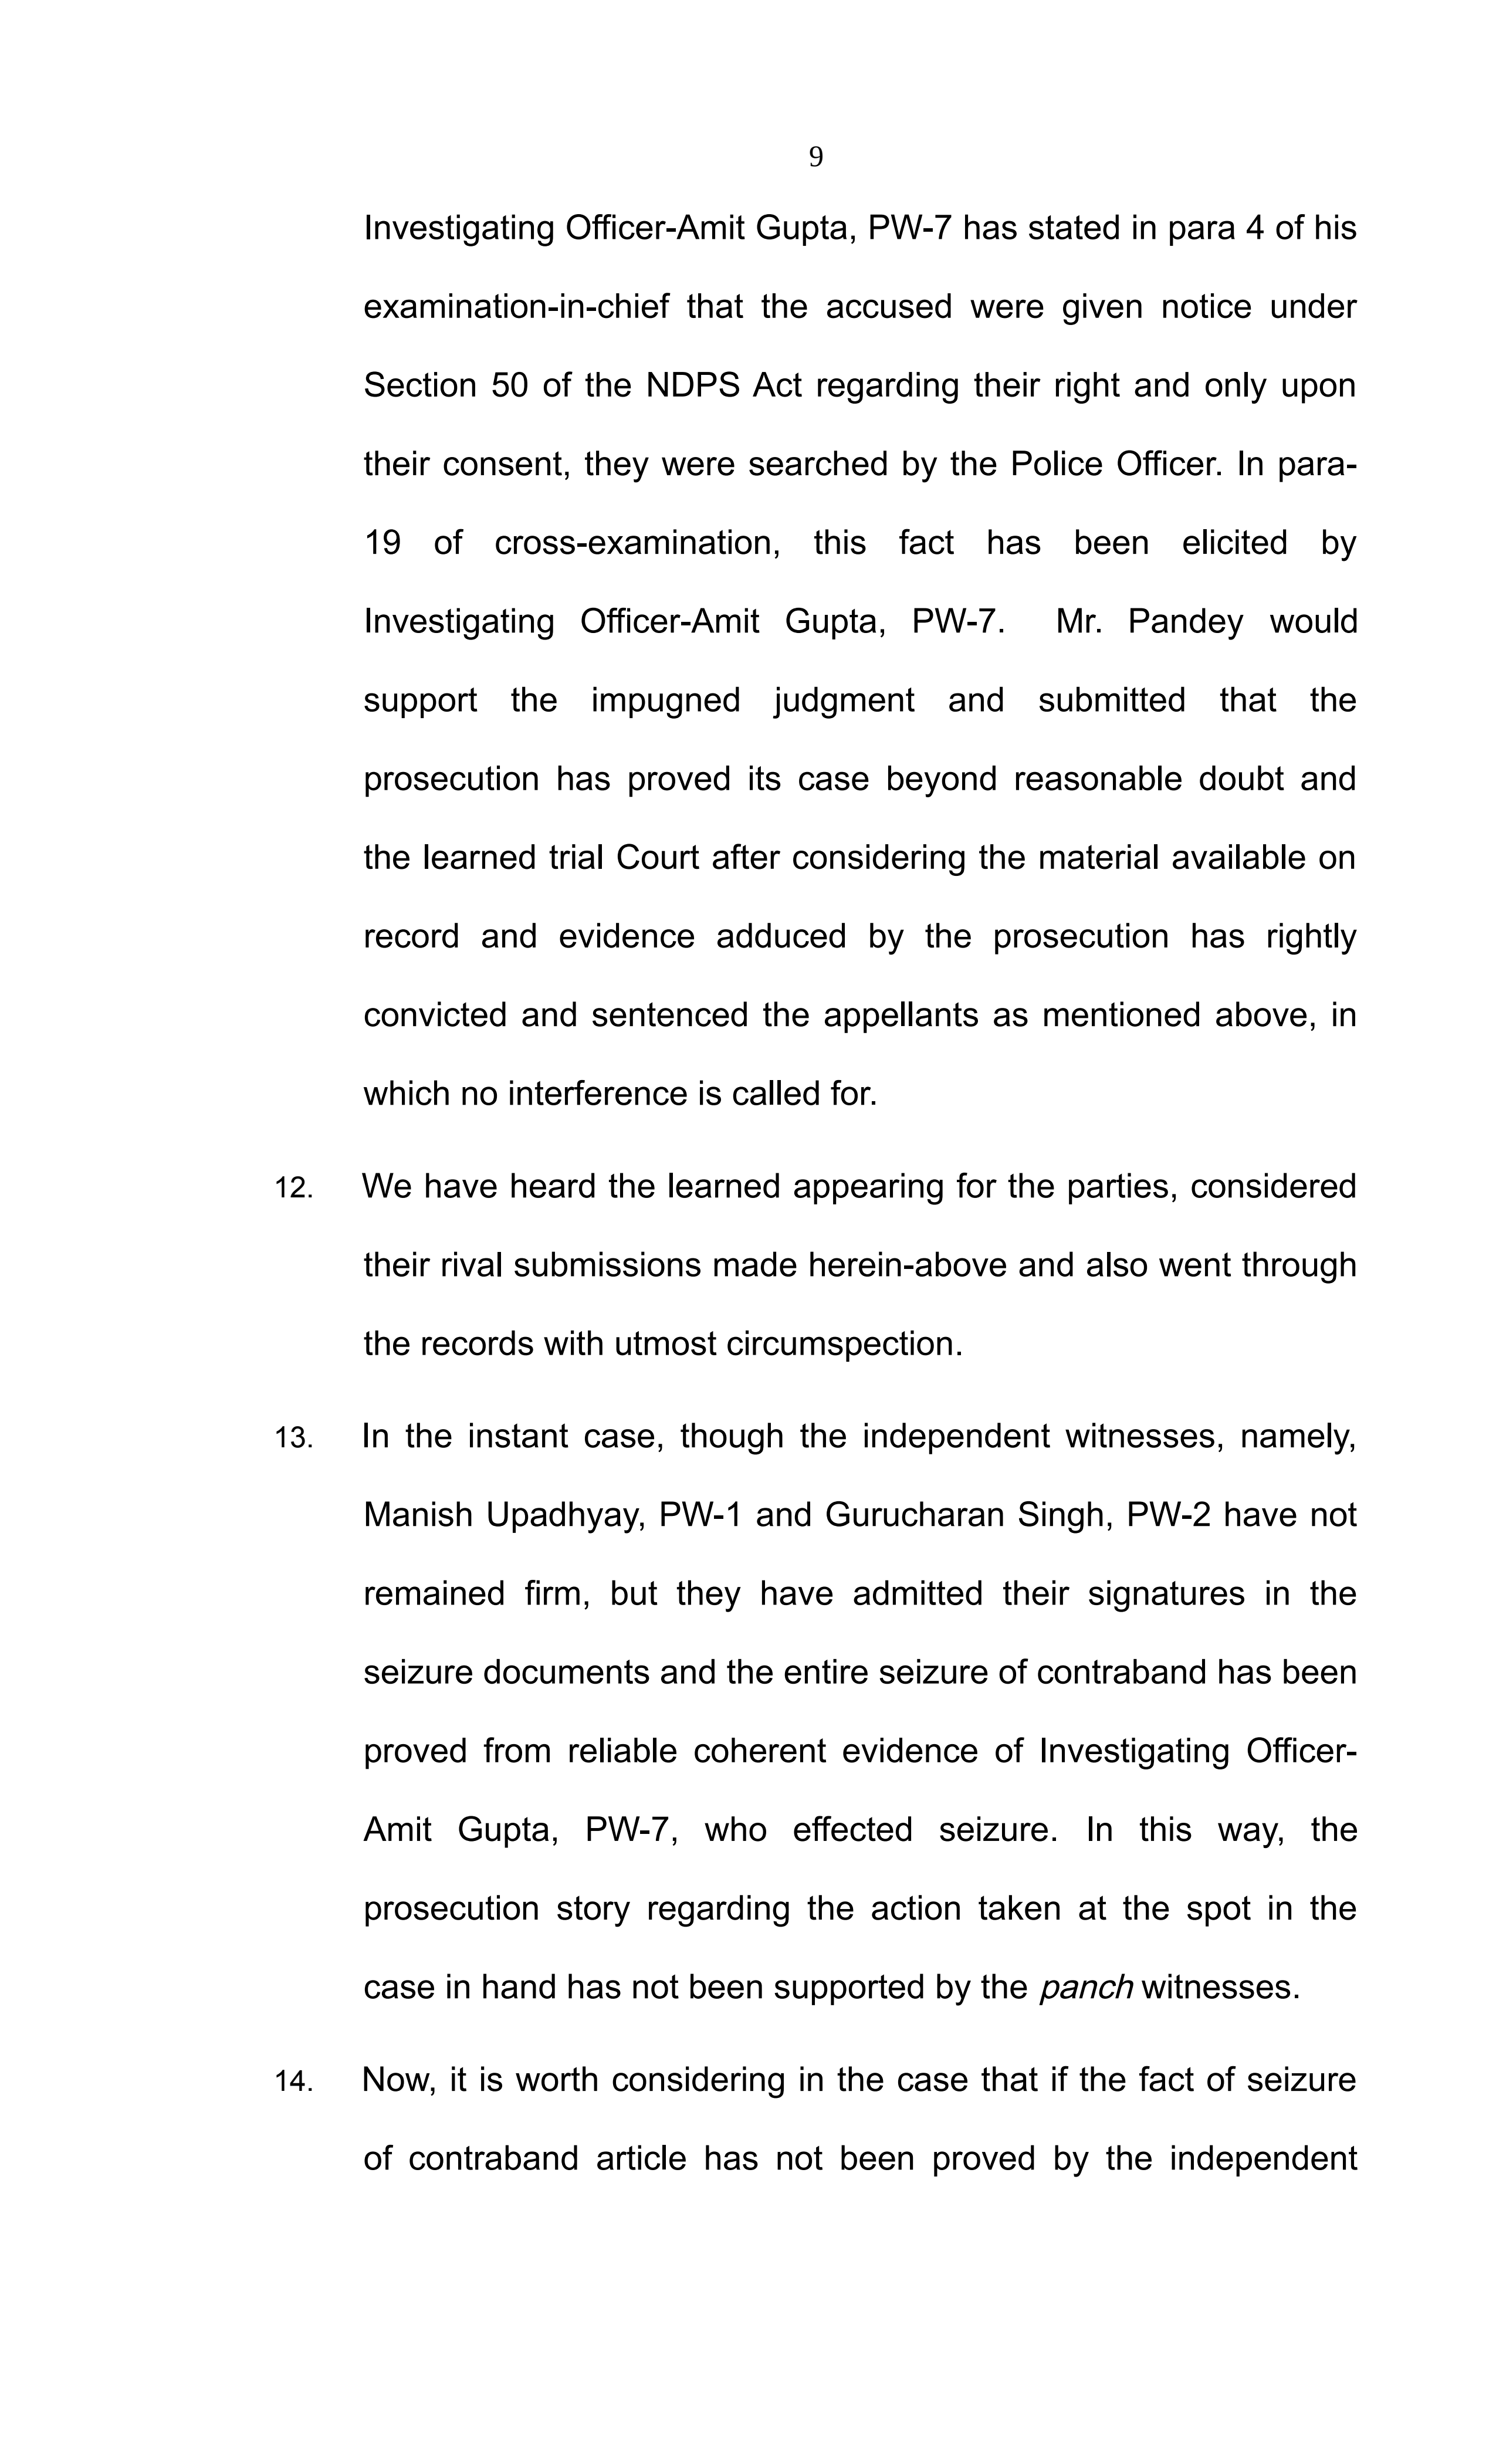 9
Investigating Officer-Amit Gupta, PW-7 has stated in para 4 of his
examination-in-chief that the accused were given notice under
Section 50 of the NDPS Act regarding their right and only upon
their consent, they were searched by the Police Officer. In para-
19 of cross-examination, this fact has been elicited by
Investigating Officer-Amit Gupta, PW-7. Mr. Pandey would
support the impugned judgment and submitted that the
prosecution has proved its case beyond reasonable doubt and
the learned trial Court after considering the material available on
record and evidence adduced by the prosecution has rightly
convicted and sentenced the appellants as mentioned above, in
which no interference is called for.
12. We have heard the learned appearing for the parties, considered
their rival submissions made herein-above and also went through
the records with utmost circumspection.
13. In the instant case, though the independent witnesses, namely,
Manish Upadhyay, PW-1 and Gurucharan Singh, PW-2 have not
remained firm, but they have admitted their signatures in the
seizure documents and the entire seizure of contraband has been
proved from reliable coherent evidence of Investigating Officer-
Amit Gupta, PW-7, who effected seizure. In this way, the
prosecution story regarding the action taken at the spot in the
case in hand has not been supported by the panch witnesses.
14. Now, it is worth considering in the case that if the fact of seizure
of contraband article has not been proved by the independent